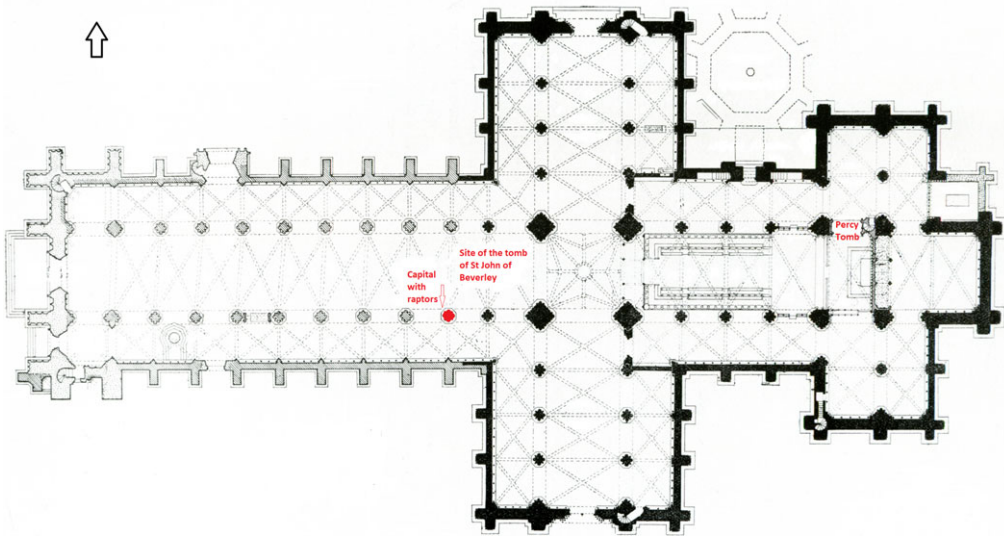 Percy
Tomb
Site of the tomb
of St John of
Beverley
Capital
with
raptors